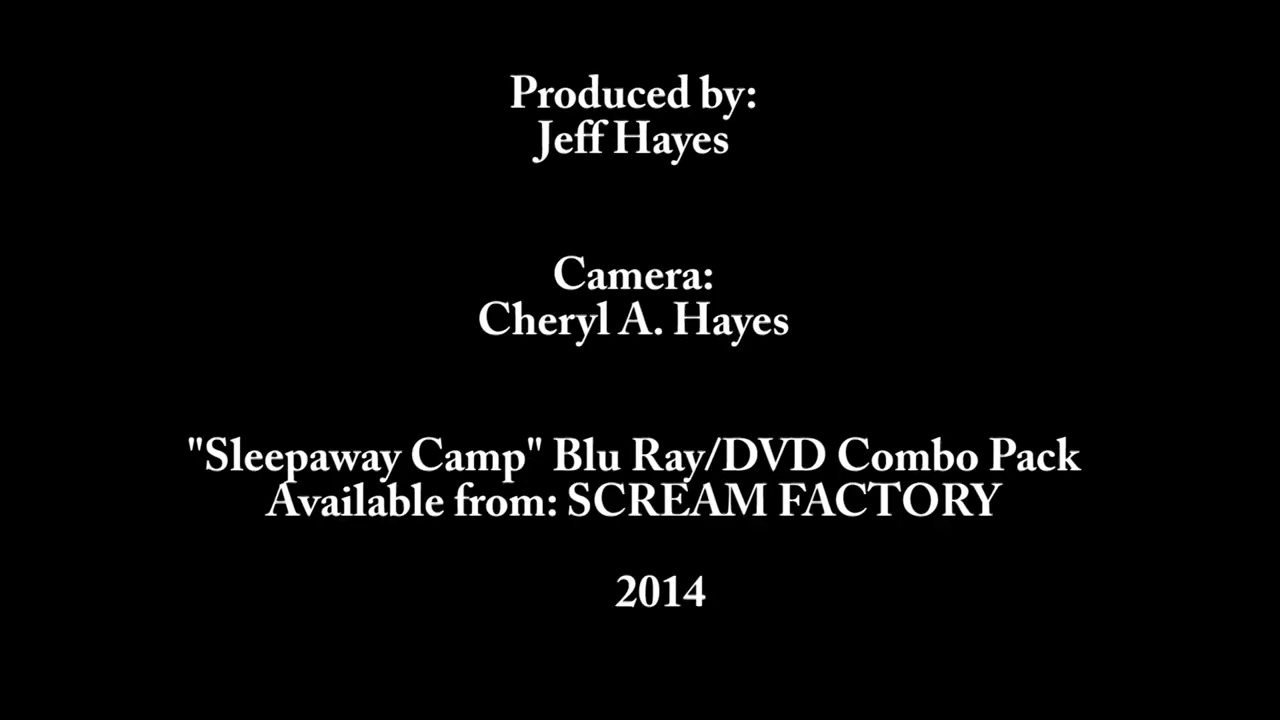 Produced by:
Jeff Hayes
Camera:
Cheryl A. Hayes
"Sleepaway Camp" Blu Ray/DVD Combo Pack
Available from: SCREAM FACTORY
2014